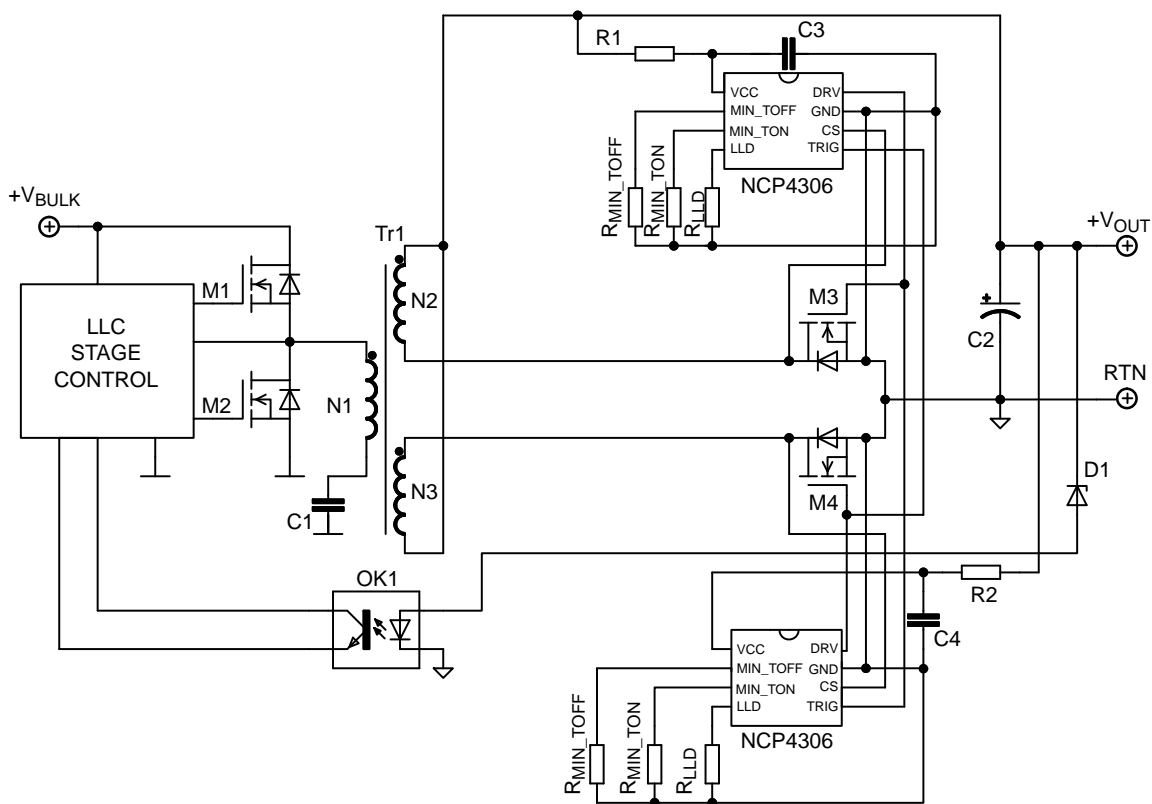 R1
C3
VCC
MIN_TOFF
MIN_TON
LLD
DRV
GND
CS
TRIG
NCP4306
RMIN_TOFF
RMIN_TON
RLLD
+VBULK
+VOUT
Tr1
M1
N2
M3
LLC
STAGE
CONTROL
C2
M2
N1
RTN
N3
M4
D1
C1
OK1
R2
C4
VCC
MIN_TOFF
MIN_TON
LLD
DRV
GND
CS
TRIG
NCP4306
RMIN_TOFF
RMIN_TON
RLLD